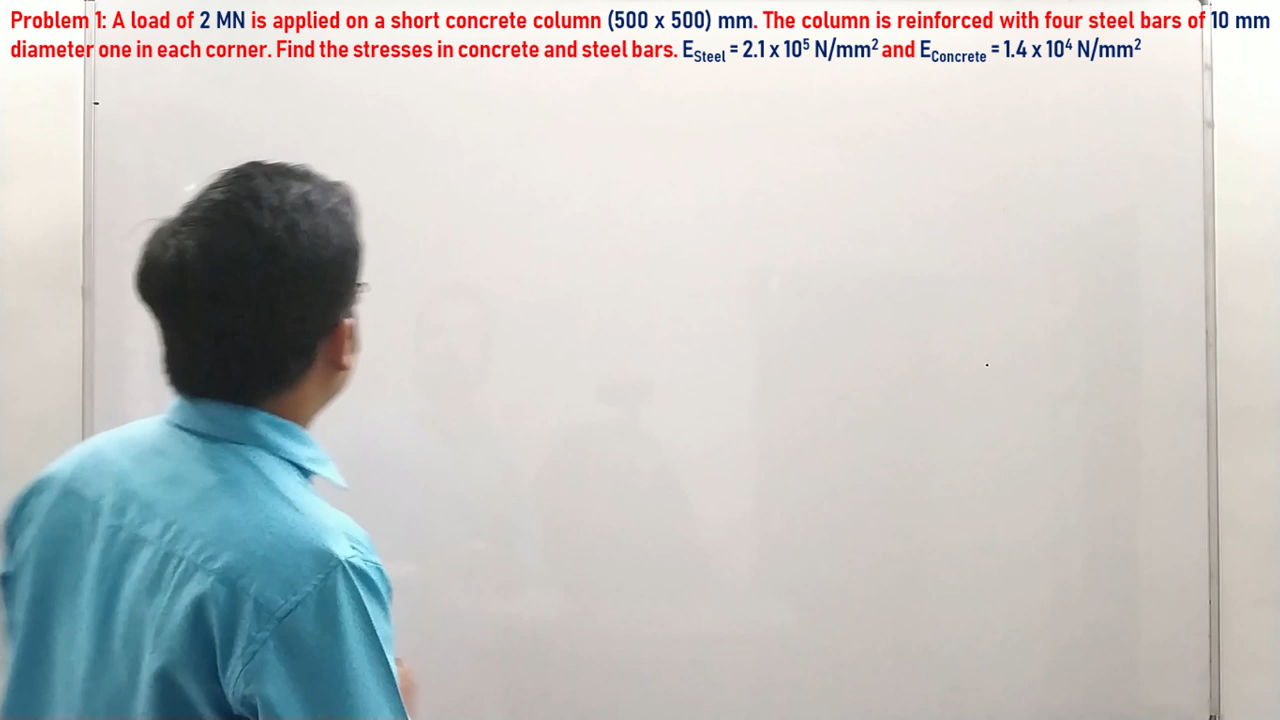 Problem 1: A load of 2 MN is applied on a short concrete column (500 x 500) mm. The column is reinforced with four steel bars of 10 mm
diameter one in each corner. Find the stresses in concrete and steel bars. E_Steel = 2.1 x 10⁵ N/mm² and E_Concrete = 1.4 x 10⁴ N/mm²